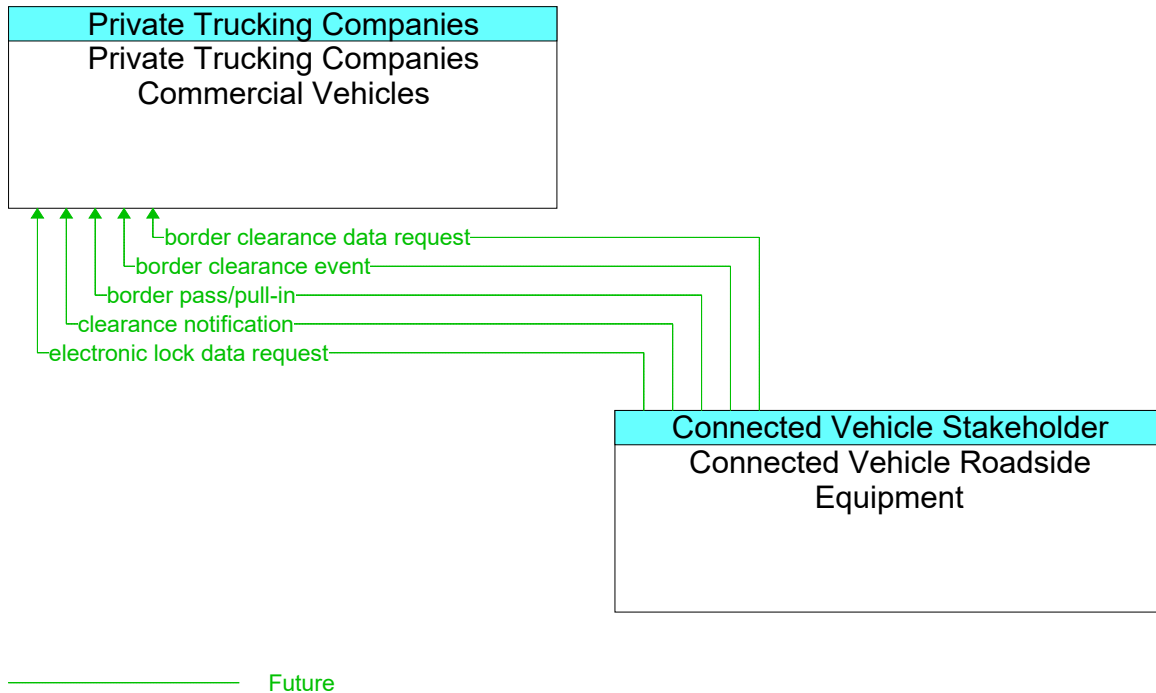 Private Trucking Companies
Private Trucking Companies
Commercial Vehicles
border clearance data request
border clearance event
border pass/pull-in
clearance notification
electronic lock data request
Connected Vehicle Stakeholder
Connected Vehicle Roadside
Equipment
Future